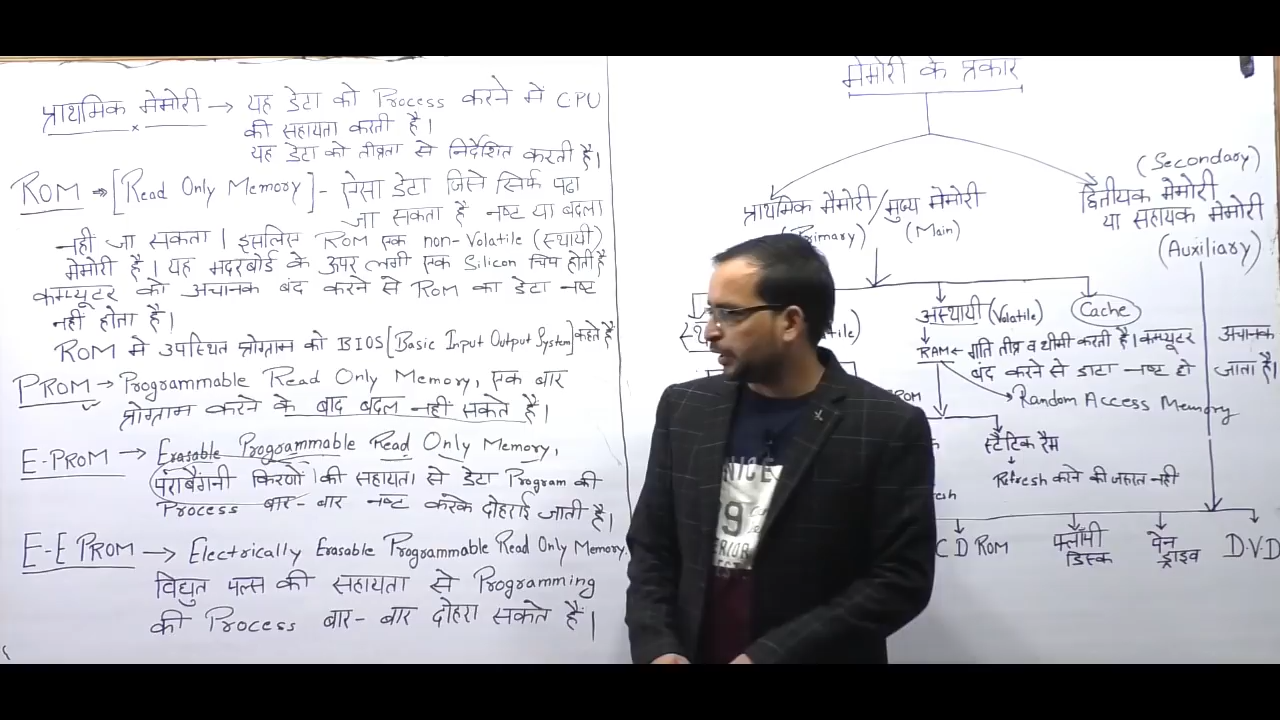 प्राथमिक मेमोरी → यह डेटा को Process करने में CPU
की सहायता करती है।
यह डेटा को तीव्रता से निर्देशित करती है।
ROM → [Read Only Memory] - ऐसा डेटा जिसे सिर्फ पढा
जा सकता है नष्ट या बदला
नही जा सकता। इसलिए ROM एक non-Volatile (स्थायी)
मेमोरी है। यह मदरबोर्ड के ऊपर लगी एक Silicon चिप होती है
कम्प्यूटर को अचानक बंद करने से ROM का डेटा नष्ट
नहीं होता है।
ROM मे उपस्थित प्रोग्राम को BIOS [Basic Input Output System] कहते हैं
PROM → Programmable Read Only Memory, एक बार
प्रोग्राम करने के बाद बदल नहीं सकते हैं।
E-PROM → Erasable Programmable Read Only Memory,
पराबैंगनी किरणों की सहायता से डेटा Program की
Process बार-बार नष्ट करके दोहराई जाती है।
E-E PROM → Electrically Erasable Programmable Read Only Memory,
विद्युत पल्स की सहायता से Programming
की Process बार-बार दोहरा सकते हैं।
मेमोरी के प्रकार
प्राथमिक मैमोरी / मुख्य मेमोरी
(Primary) (Main)
(Secondary)
द्वितीयक मेमोरी
या सहायक मेमोरी
(Auxiliary)
अस्थायी (Volatile)
Cache
RAM ← गति तीव्र व धीमी करती है। कम्प्यूटर अचानक
बंद करने से डाटा नष्ट हो जाता है।
Random Access Memory
ROM
स्टैटिक रैम
Refresh करने की जरूरत नही
CD ROM
फ्लॉपी डिस्क
पेन ड्राइव
D.V.D
NICE